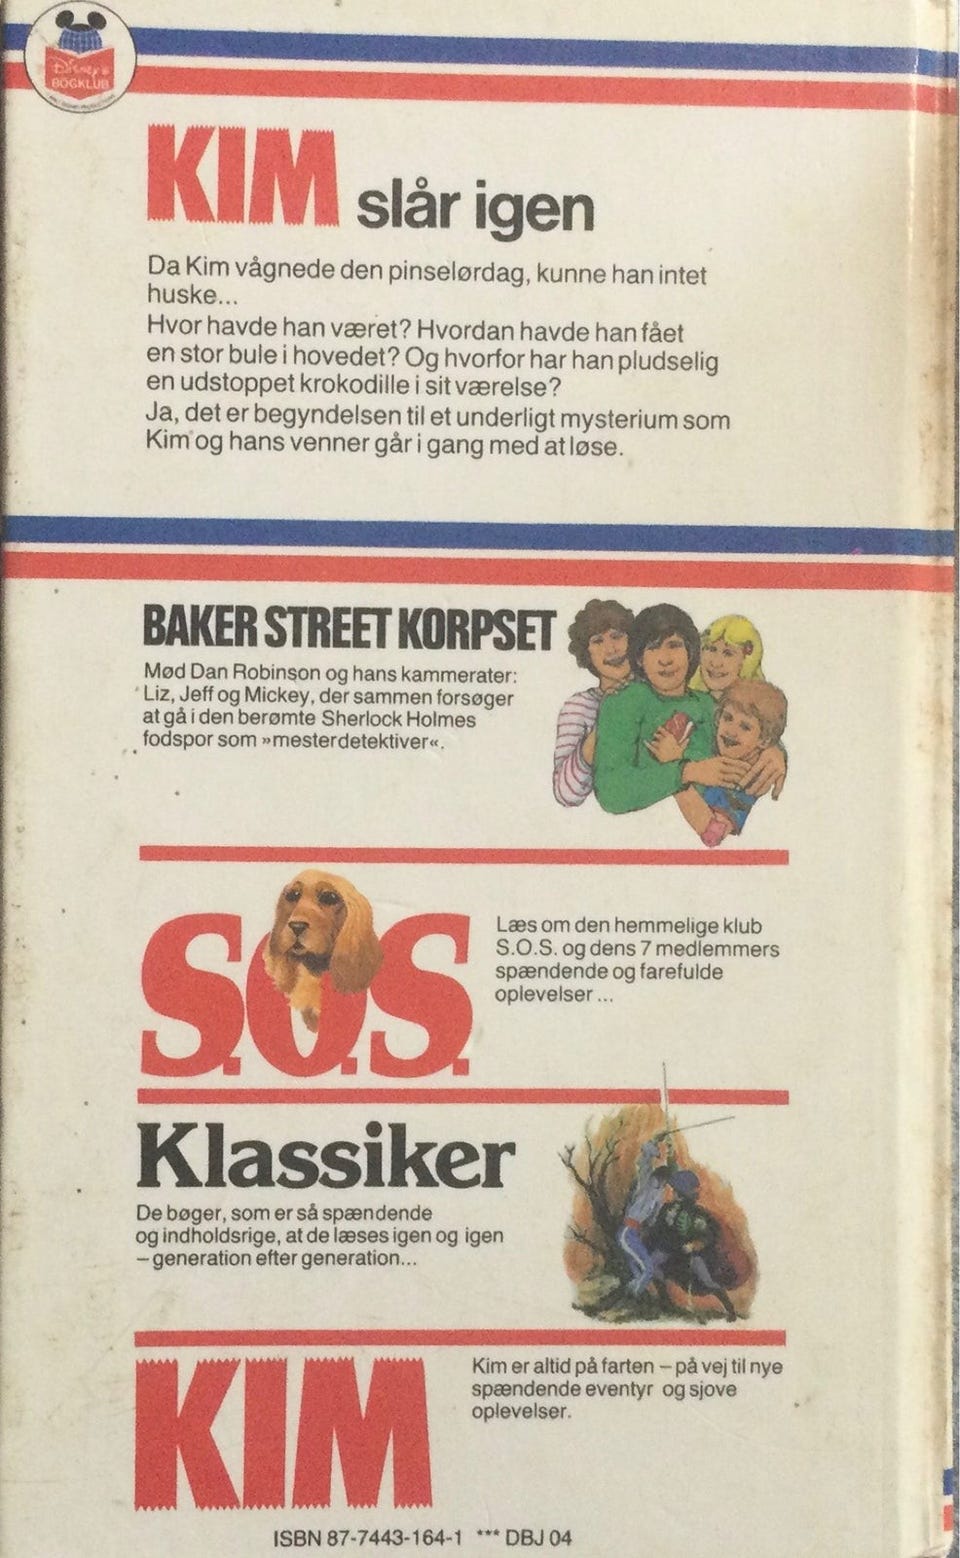 Disney's
BOGKLUB
KIM slår igen
Da Kim vågnede den pinselørdag, kunne han intet
huske...
Hvor havde han været? Hvordan havde han fået
en stor bule i hovedet? Og hvorfor har han pludselig
en udstoppet krokodille i sit værelse?
Ja, det er begyndelsen til et underligt mysterium som
Kim og hans venner går i gang med at løse.
BAKER STREET KORPSET
Mød Dan Robinson og hans kammerater:
Liz, Jeff og Mickey, der sammen forsøger
at gå i den berømte Sherlock Holmes
fodspor som »mesterdetektiver«.
S.O.S.
Læs om den hemmelige klub
S.O.S. og dens 7 medlemmers
spændende og farefulde
oplevelser...
Klassiker
De bøger, som er så spændende
og indholdsrige, at de læses igen og igen
– generation efter generation...
KIM
Kim er altid på farten – på vej til nye
spændende eventyr og sjove
oplevelser.
ISBN 87-7443-164-1 *** DBJ 04